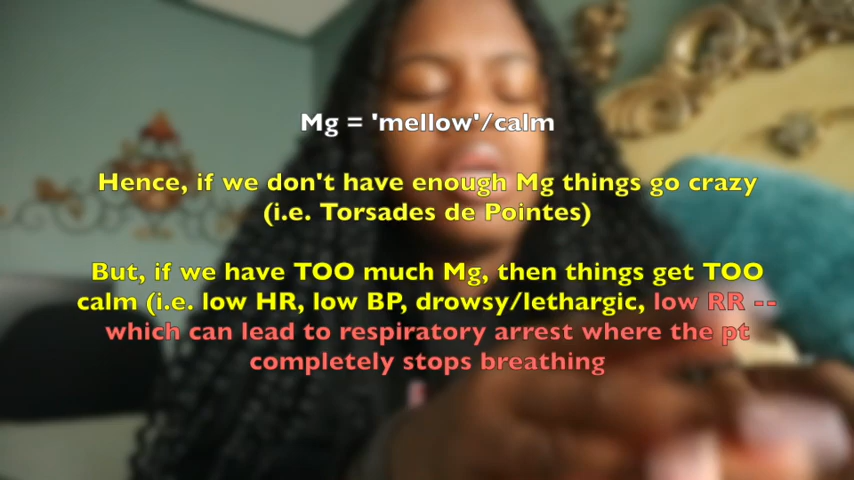 Mg = 'mellow'/calm
Hence, if we don't have enough Mg things go crazy
(i.e. Torsades de Pointes)
But, if we have TOO much Mg, then things get TOO
calm (i.e. low HR, low BP, drowsy/lethargic, low RR --
which can lead to respiratory arrest where the pt
completely stops breathing